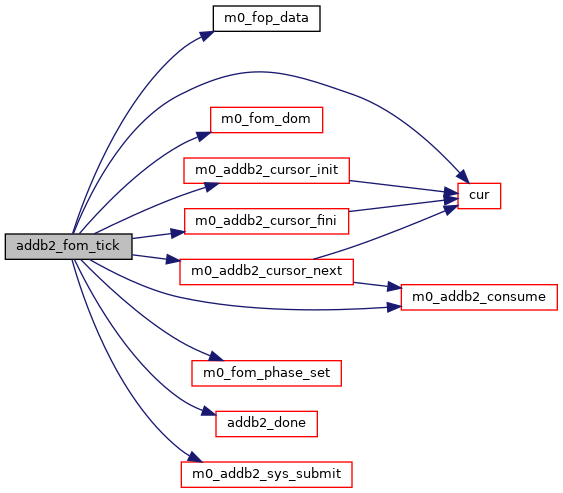 m0_fop_data
m0_fom_dom
m0_addb2_cursor_init
cur
m0_addb2_cursor_fini
addb2_fom_tick
m0_addb2_cursor_next
m0_addb2_consume
m0_fom_phase_set
addb2_done
m0_addb2_sys_submit